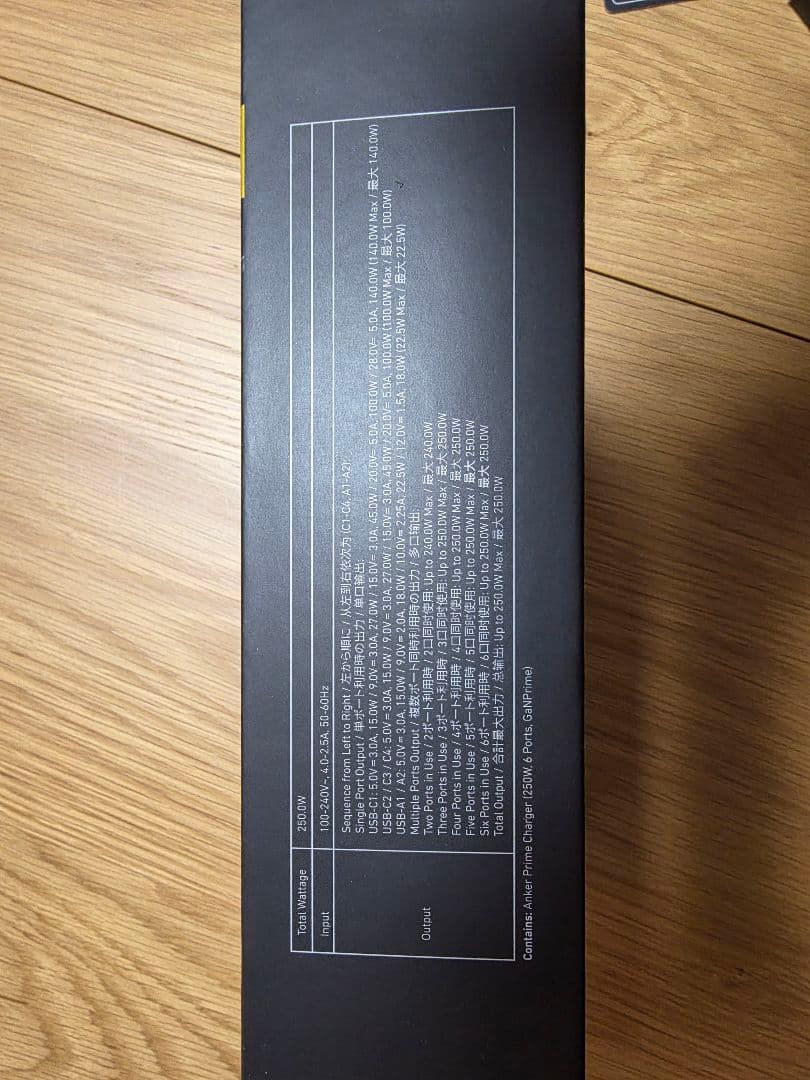 Total Wattage 250.0W
Input 100-240V~, 4.0-2.5A, 50-60Hz
Output
Sequence from Left to Right / 左から順に / 从左到右依次为 (C1-C4, A1-A2):
Single Port Output / 単ポート利用時の出力 / 单口输出:
USB-C1: 5.0V=3.0A, 15.0W / 9.0V=3.0A, 27.0W / 15.0V=3.0A, 45.0W / 20.0V=5.0A, 100.0W / 28.0V=5.0A, 140.0W (140.0W Max / 最大 140.0W)
USB-C2 / C3 / C4: 5.0V=3.0A, 15.0W / 9.0V=3.0A, 27.0W / 15.0V=3.0A, 45.0W / 20.0V=5.0A, 100.0W (100.0W Max / 最大 100.0W)
USB-A1 / A2: 5.0V=3.0A, 15.0W / 9.0V=2.0A, 18.0W / 10.0V=2.25A, 22.5W / 12.0V=1.5A, 18.0W (22.5W Max / 最大 22.5W)
Multiple Ports Output / 複数ポート同時利用時の出力 / 多口输出:
Two Ports in Use / 2ポート利用時 / 2口同时使用: Up to 240.0W Max / 最大 240.0W
Three Ports in Use / 3ポート利用時 / 3口同时使用: Up to 250.0W Max / 最大 250.0W
Four Ports in Use / 4ポート利用時 / 4口同时使用: Up to 250.0W Max / 最大 250.0W
Five Ports in Use / 5ポート利用時 / 5口同时使用: Up to 250.0W Max / 最大 250.0W
Six Ports in Use / 6ポート利用時 / 6口同时使用: Up to 250.0W Max / 最大 250.0W
Total Output / 合計最大出力 / 总输出: Up to 250.0W Max / 最大 250.0W
Contains: Anker Prime Charger (250W, 6 Ports, GaNPrime)